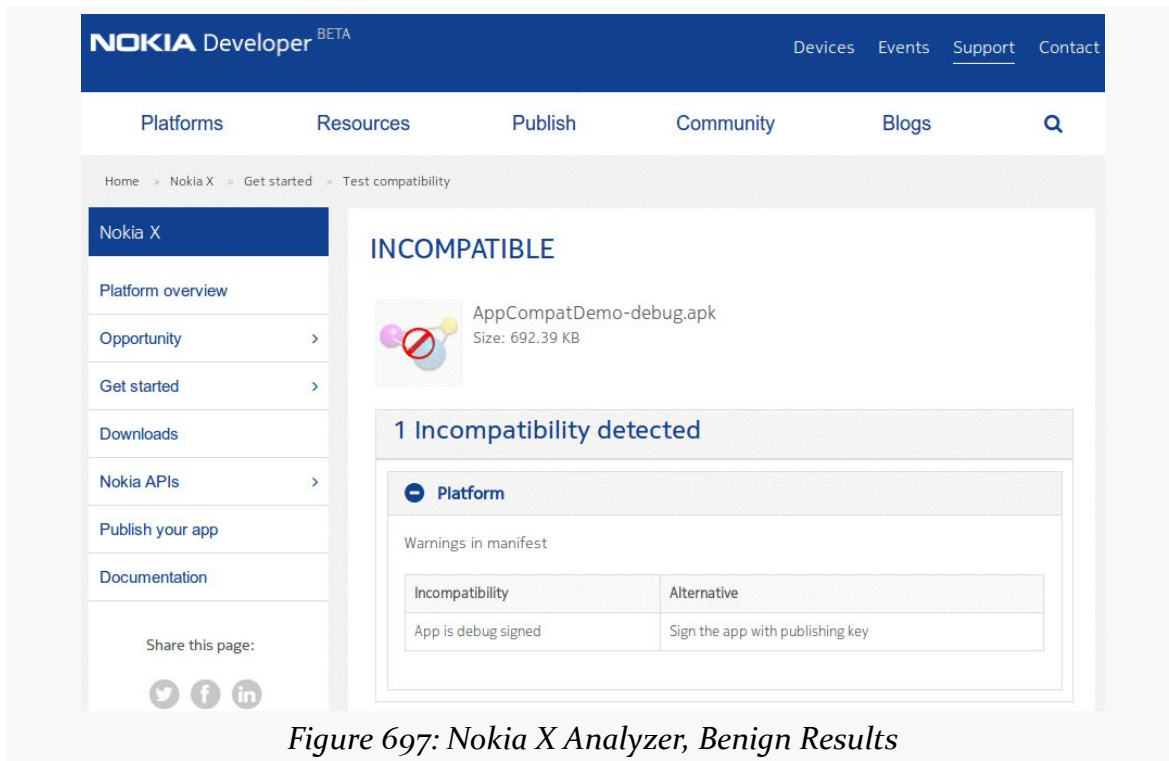 NOKIA Developer BETA
Devices Events Support Contact
Platforms Resources Publish Community Blogs
Home > Nokia X > Get started > Test compatibility
Nokia X
Platform overview
Opportunity >
Get started >
Downloads
Nokia APIs >
Publish your app
Documentation
Share this page:
INCOMPATIBLE
AppCompatDemo-debug.apk
Size: 692.39 KB
1 Incompatibility detected
Platform
Warnings in manifest
Incompatibility Alternative
App is debug signed Sign the app with publishing key
Figure 697: Nokia X Analyzer, Benign Results